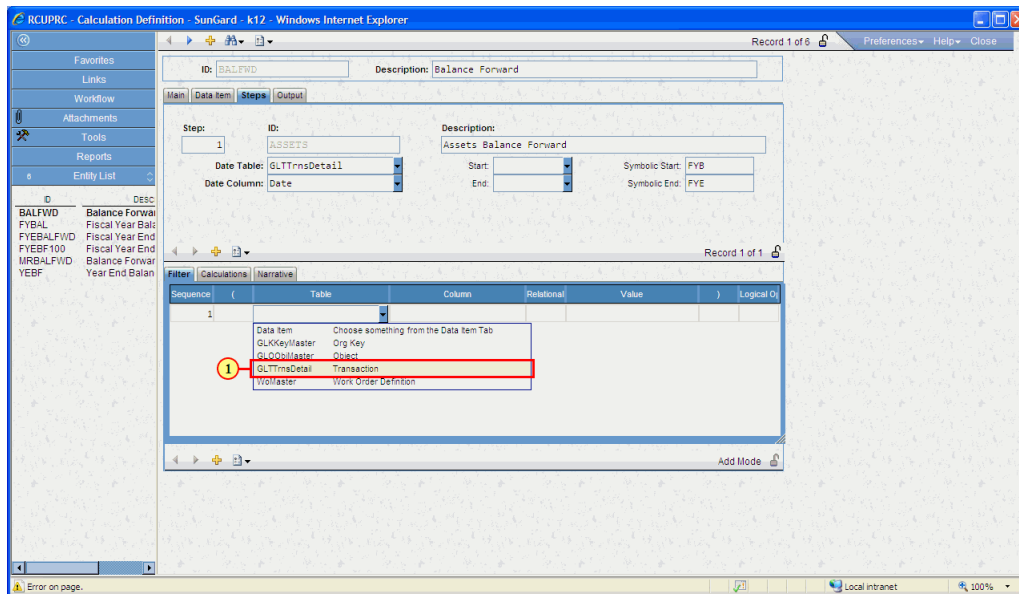 RCUPRC - Calculation Definition - SunGard - k12 - Windows Internet Explorer
Record 1 of 6 Preferences Help Close
Favorites
Links
Workflow
Attachments
Tools
Reports
6 Entity List
ID DESC
BALFWD Balance Forwar
FYBAL Fiscal Year Bala
FYEBALFWD Fiscal Year End
FYEBF100 Fiscal Year End
MRBALFWD Balance Forwar
YEBF Year End Balan
ID: BALFWD Description: Balance Forward
Main Data Item Steps Output
Step: ID: Description:
1 ASSETS Assets Balance Forward
Date Table: GLTTrnsDetail Start: Symbolic Start: FYB
Date Column: Date End: Symbolic End: FYE
Record 1 of 1
Filter Calculations Narrative
Sequence ( Table Column Relational Value ) Logical O
1
Data Item Choose something from the Data Item Tab
GLKKeyMaster Org Key
GLOObjMaster Object
1 GLTTrnsDetail Transaction
WoMaster Work Order Definition
Add Mode
Error on page. Local intranet 100%